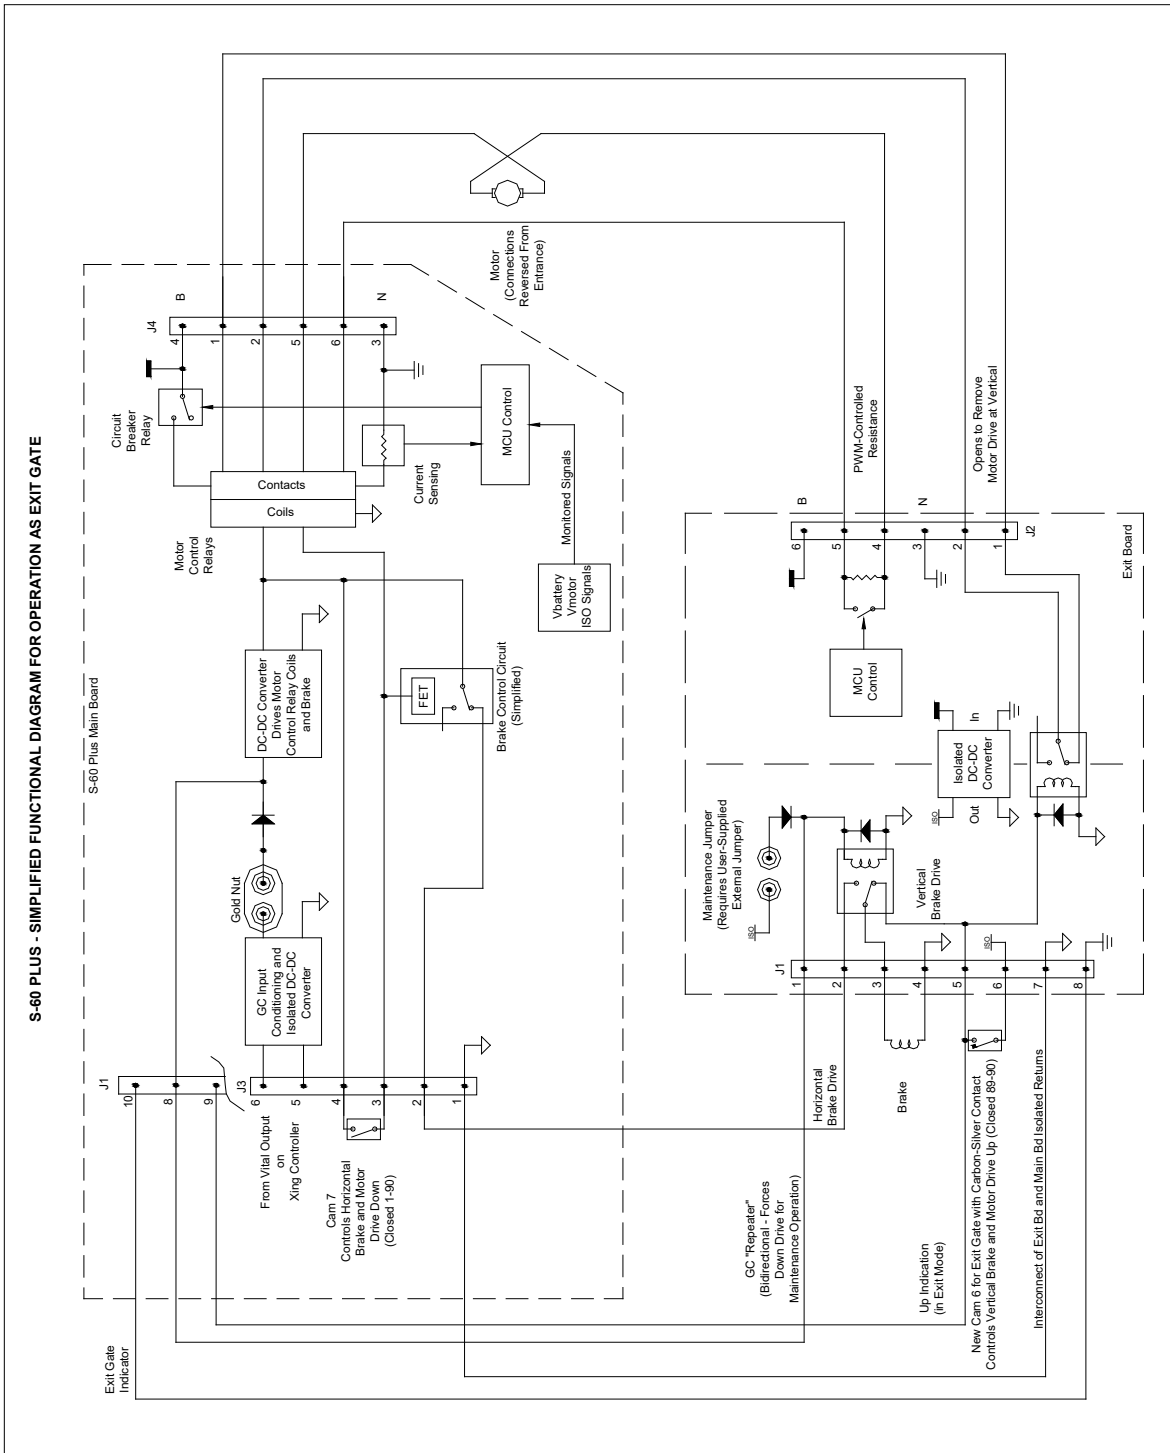 S-60 PLUS - SIMPLIFIED FUNCTIONAL DIAGRAM FOR OPERATION AS EXIT GATE
S-60 Plus Main Board
Exit Gate
Indicator
J1
10
8
9
J3
6
5
4
3
2
1
From Vital Output
on
Xing Controller
Cam 7
Controls Horizontal
Brake and Motor
Drive Down
(Closed 1-90)
GC Input
Conditioning and
Isolated DC-DC
Converter
Gold Nut
DC-DC Converter
Drives Motor
Control Relay Coils
and Brake
FET
Brake Control Circuit
(Simplified)
Motor
Control
Relays
Coils
Contacts
Circuit
Breaker
Relay
Current
Sensing
MCU Control
Monitored Signals
Vbattery
Vmotor
ISO Signals
J4
B
4
1
2
5
6
3
N
Motor
(Connections
Reversed From
Entrance)
GC "Repeater"
(Bidirectional - Forces
Down Drive for
Maintenance Operation)
Horizontal
Brake Drive
Brake
Up Indication
(in Exit Mode)
New Cam 6 for Exit Gate with Carbon-Silver Contact
Controls Vertical Brake and Motor Drive Up (Closed 89-90)
Interconnect of Exit Bd and Main Bd Isolated Returns
J1
1
2
3
4
5
6
7
8
Maintenance Jumper
(Requires User-Supplied
External Jumper)
ISO
Vertical
Brake Drive
ISO
ISO
Out
In
Isolated
DC-DC
Converter
MCU
Control
PWM-Controlled
Resistance
Opens to Remove
Motor Drive at Vertical
B
N
6
5
4
3
2
1
J2
Exit Board